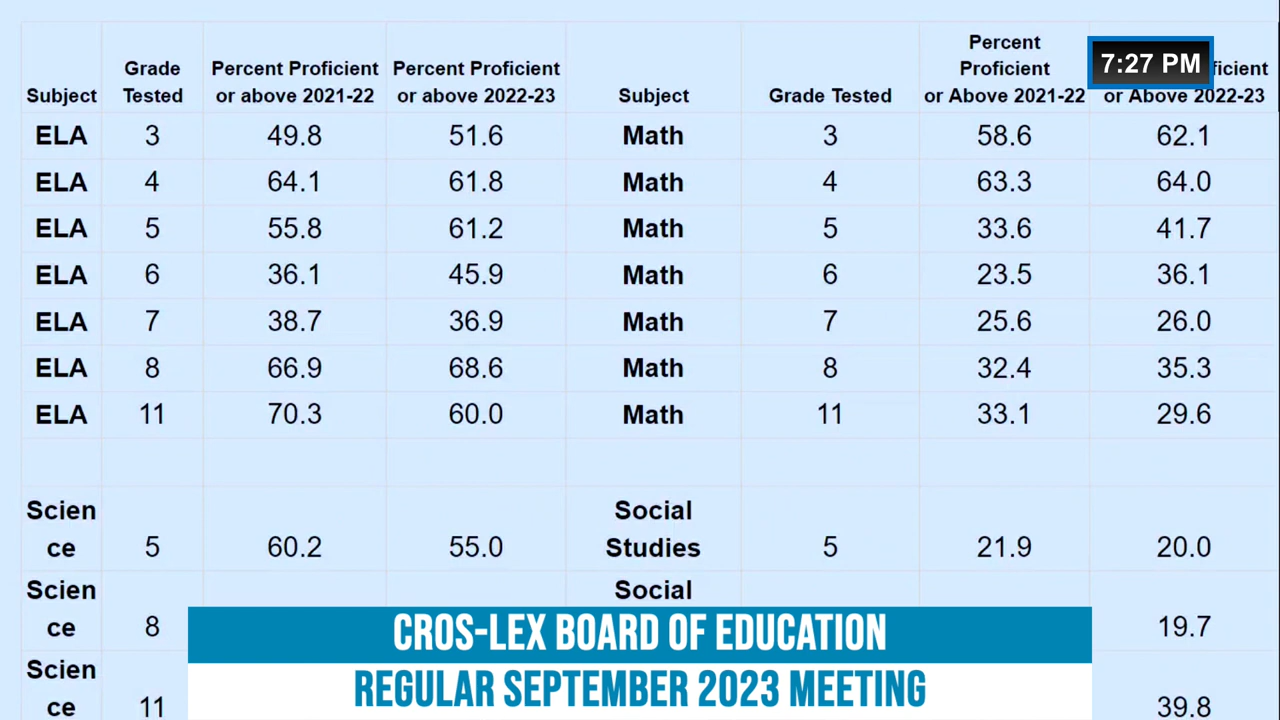 Subject Grade Tested Percent Proficient or above 2021-22 Percent Proficient or above 2022-23 Subject Grade Tested Percent Proficient or Above 2021-22 ficient or Above 2022-23
7:27 PM
ELA 3 49.8 51.6 Math 3 58.6 62.1
ELA 4 64.1 61.8 Math 4 63.3 64.0
ELA 5 55.8 61.2 Math 5 33.6 41.7
ELA 6 36.1 45.9 Math 6 23.5 36.1
ELA 7 38.7 36.9 Math 7 25.6 26.0
ELA 8 66.9 68.6 Math 8 32.4 35.3
ELA 11 70.3 60.0 Math 11 33.1 29.6
Scien ce 5 60.2 55.0 Social Studies 5 21.9 20.0
Scien ce 8 Social 19.7
Scien ce 11 39.8
CROS-LEX BOARD OF EDUCATION
REGULAR SEPTEMBER 2023 MEETING